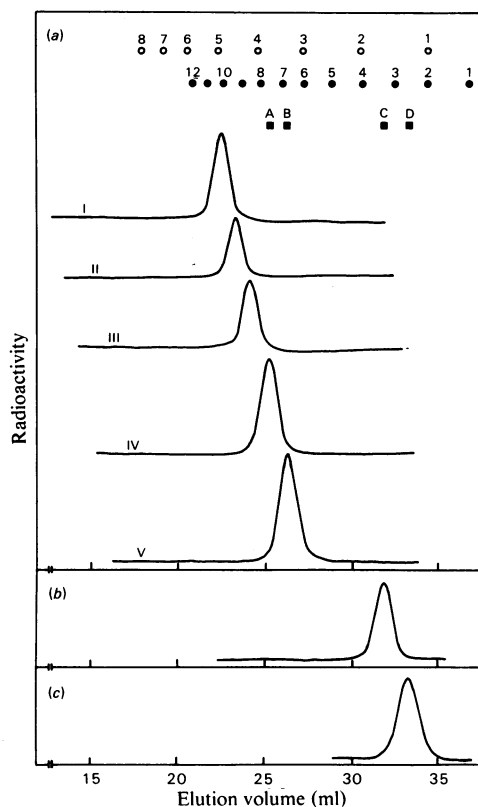 (a)
8 7 6 5 4 3 2 1
12 10 8 7 6 5 4 3 2 1
A B C D
I
II
III
IV
V
Radioactivity
(b)
(c)
15 20 25 30 35
Elution volume (ml)